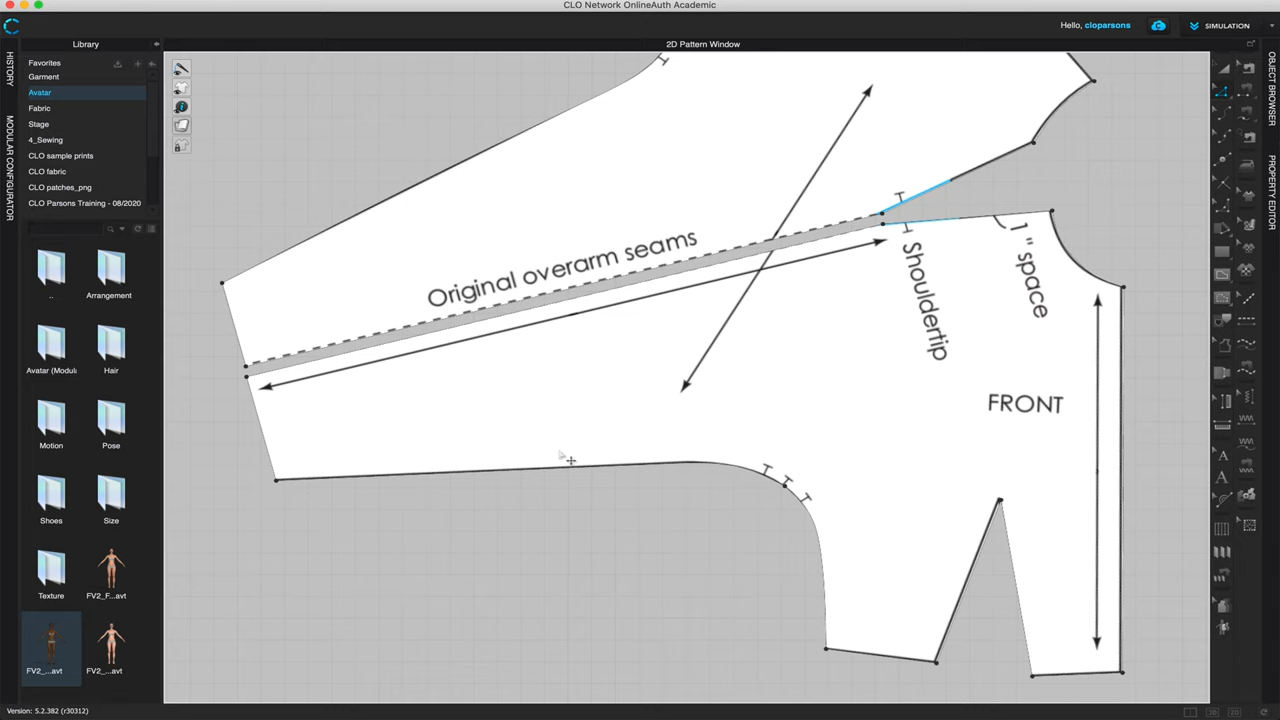 CLO Network OnlineAuth Academic
Hello, cloparsons
SIMULATION
Library
2D Pattern Window
HISTORY
MODULAR CONFIGURATOR
OBJECT BROWSER
PROPERTY EDITOR
Favorites
Garment
Avatar
Fabric
Stage
4_Sewing
CLO sample prints
CLO fabric
CLO patches_png
CLO Parsons Training - 08/2020
..
Arrangement
Avatar (Modul
Hair
Motion
Pose
Shoes
Size
Texture
FV2_F...avt
FV2_...avt
FV2_...avt
Original overarm seams
Shouldertip
1" space
FRONT
Version: 5.2.382 (r30312)